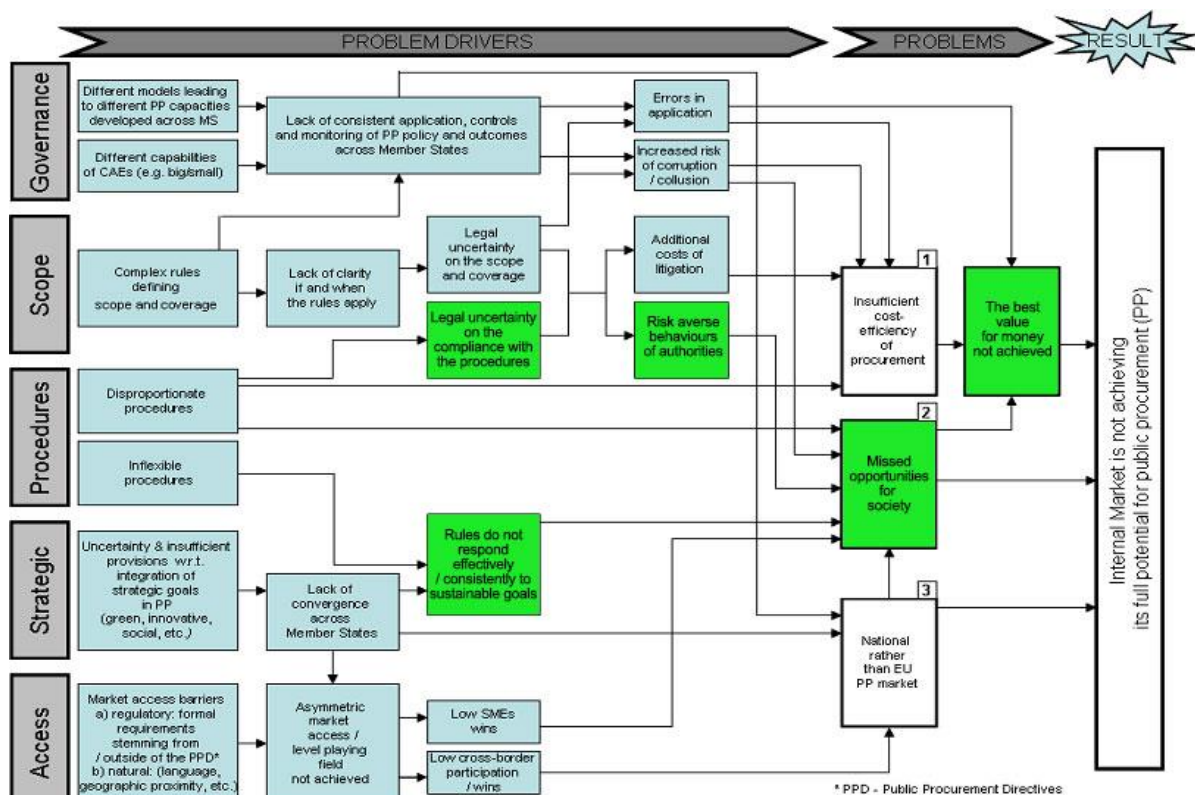 PROBLEM DRIVERS
PROBLEMS
RESULT
Governance
Different models leading
to different PP capacities
developed across MS
Different capabilities
of CAEs (e.g. big/small)
Lack of consistent application, controls
and monitoring of PP policy and outcomes
across Member States
Errors in
application
Increased risk
of corruption
/ collusion
Scope
Complex rules
defining
scope and coverage
Lack of clarity
if and when
the rules apply
Legal
uncertainty
on the scope
and coverage
Legal uncertainty
on the
compliance with
the procedures
Additional
costs of
litigation
Risk averse
behaviours
of authorities
1
Insufficient
cost-
efficiency
of
procurement
The best
value
for money
not achieved
Procedures
Disproportionate
procedures
Inflexible
procedures
2
Missed
opportunities
for
society
Strategic
Uncertainty & insufficient
provisions w.r.t.
integration of
strategic goals
in PP
(green, innovative,
social, etc.)
Lack of
convergence
across
Member States
Rules do not
respond
effectively
/ consistently to
sustainable goals
3
National
rather
than EU
PP market
Access
Market access barriers
a) regulatory: formal
requirements
stemming from
/ outside of the PPD*
b) natural: (language,
geographic proximity, etc.)
Asymmetric
market
access /
level playing
field
not achieved
Low SMEs
wins
Low cross-border
participation
/ wins
Internal Market is not achieving
its full potential for public procurement (PP)
* PPD - Public Procurement Directives